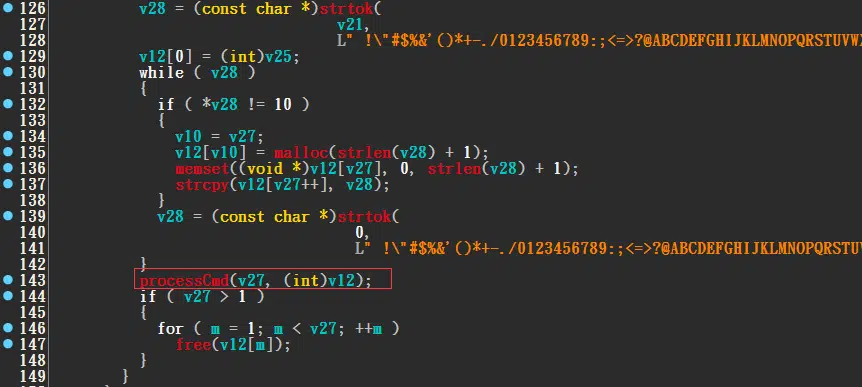 126 v28 = (const char *)strtok(
127 v21,
128 L" !\"#$%&'()*+-./0123456789:;<=>?@ABCDEFGHIJKLMNOPQRSTUVW
129 v12[0] = (int)v25;
130 while ( v28 )
131 {
132 if ( *v28 != 10 )
133 {
134 v10 = v27;
135 v12[v10] = malloc(strlen(v28) + 1);
136 memset((void *)v12[v27], 0, strlen(v28) + 1);
137 strcpy(v12[v27++], v28);
138 }
139 v28 = (const char *)strtok(
140 0,
141 L" !\"#$%&'()*+-./0123456789:;<=>?@ABCDEFGHIJKLMNOPQRSTUV
142 }
143 processCmd(v27, (int)v12);
144 if ( v27 > 1 )
145 {
146 for ( m = 1; m < v27; ++m )
147 free(v12[m]);
148 }
149 }